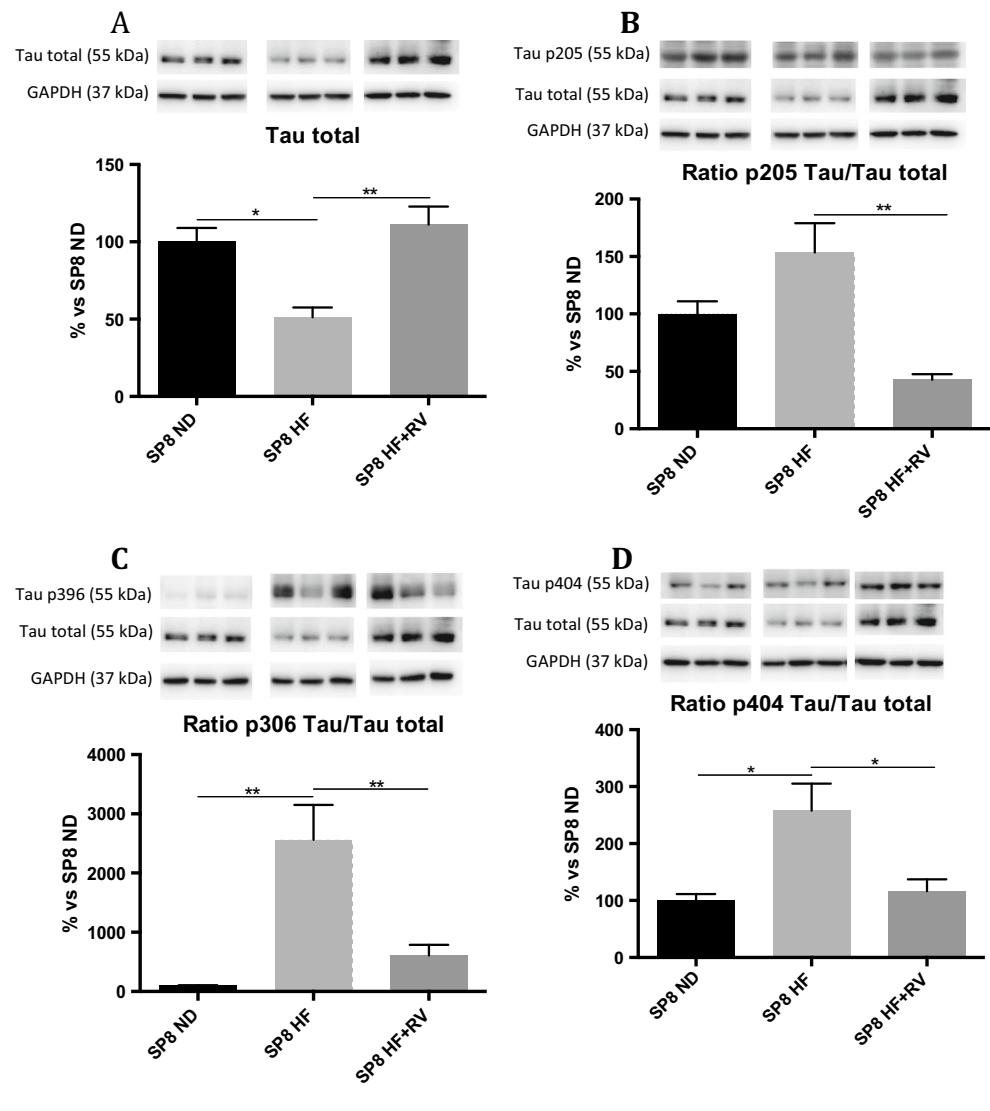 A
Tau total (55 kDa)
GAPDH (37 kDa)
Tau total
% vs SP8 ND
150
100
50
0
*
**
SP8 ND
SP8 HF
SP8 HF+RV
B
Tau p205 (55 kDa)
Tau total (55 kDa)
GAPDH (37 kDa)
Ratio p205 Tau/Tau total
% vs SP8 ND
200
150
100
50
0
**
SP8 ND
SP8 HF
SP8 HF+RV
C
Tau p396 (55 kDa)
Tau total (55 kDa)
GAPDH (37 kDa)
Ratio p306 Tau/Tau total
% vs SP8 ND
4000
3000
2000
1000
0
**
**
SP8 ND
SP8 HF
SP8 HF+RV
D
Tau p404 (55 kDa)
Tau total (55 kDa)
GAPDH (37 kDa)
Ratio p404 Tau/Tau total
% vs SP8 ND
400
300
200
100
0
*
*
SP8 ND
SP8 HF
SP8 HF+RV